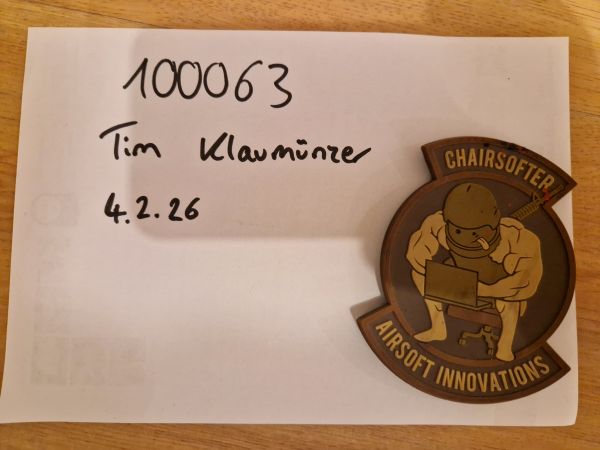 100063
Tim Klaumünzer
4.2.26
CHAIRSOFTER
AIRSOFT INNOVATIONS